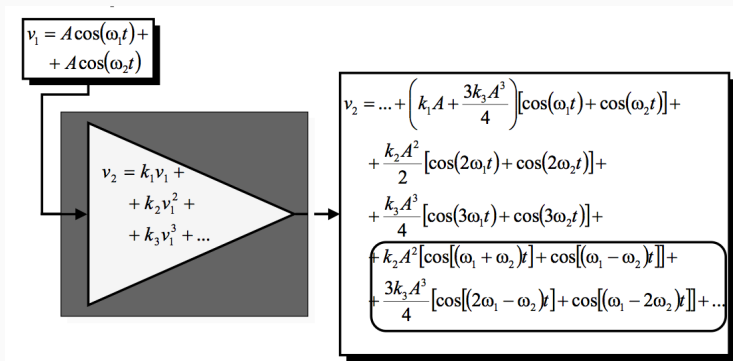 v₁ = A cos(ω₁t) +
+ A cos(ω₂t)
v₂ = k₁v₁ +
+ k₂v₁² +
+ k₃v₁³ + ...
v₂ = ... + (k₁A + 3k₃A³/4)[cos(ω₁t) + cos(ω₂t)] +
+ k₂A²/2 [cos(2ω₁t) + cos(2ω₂t)] +
+ k₃A³/4 [cos(3ω₁t) + cos(3ω₂t)] +
+ k₂A²[cos[(ω₁ + ω₂)t] + cos[(ω₁ − ω₂)t]] +
+ 3k₃A³/4 [cos[(2ω₁ − ω₂)t] + cos[(ω₁ − 2ω₂)t]] + ...